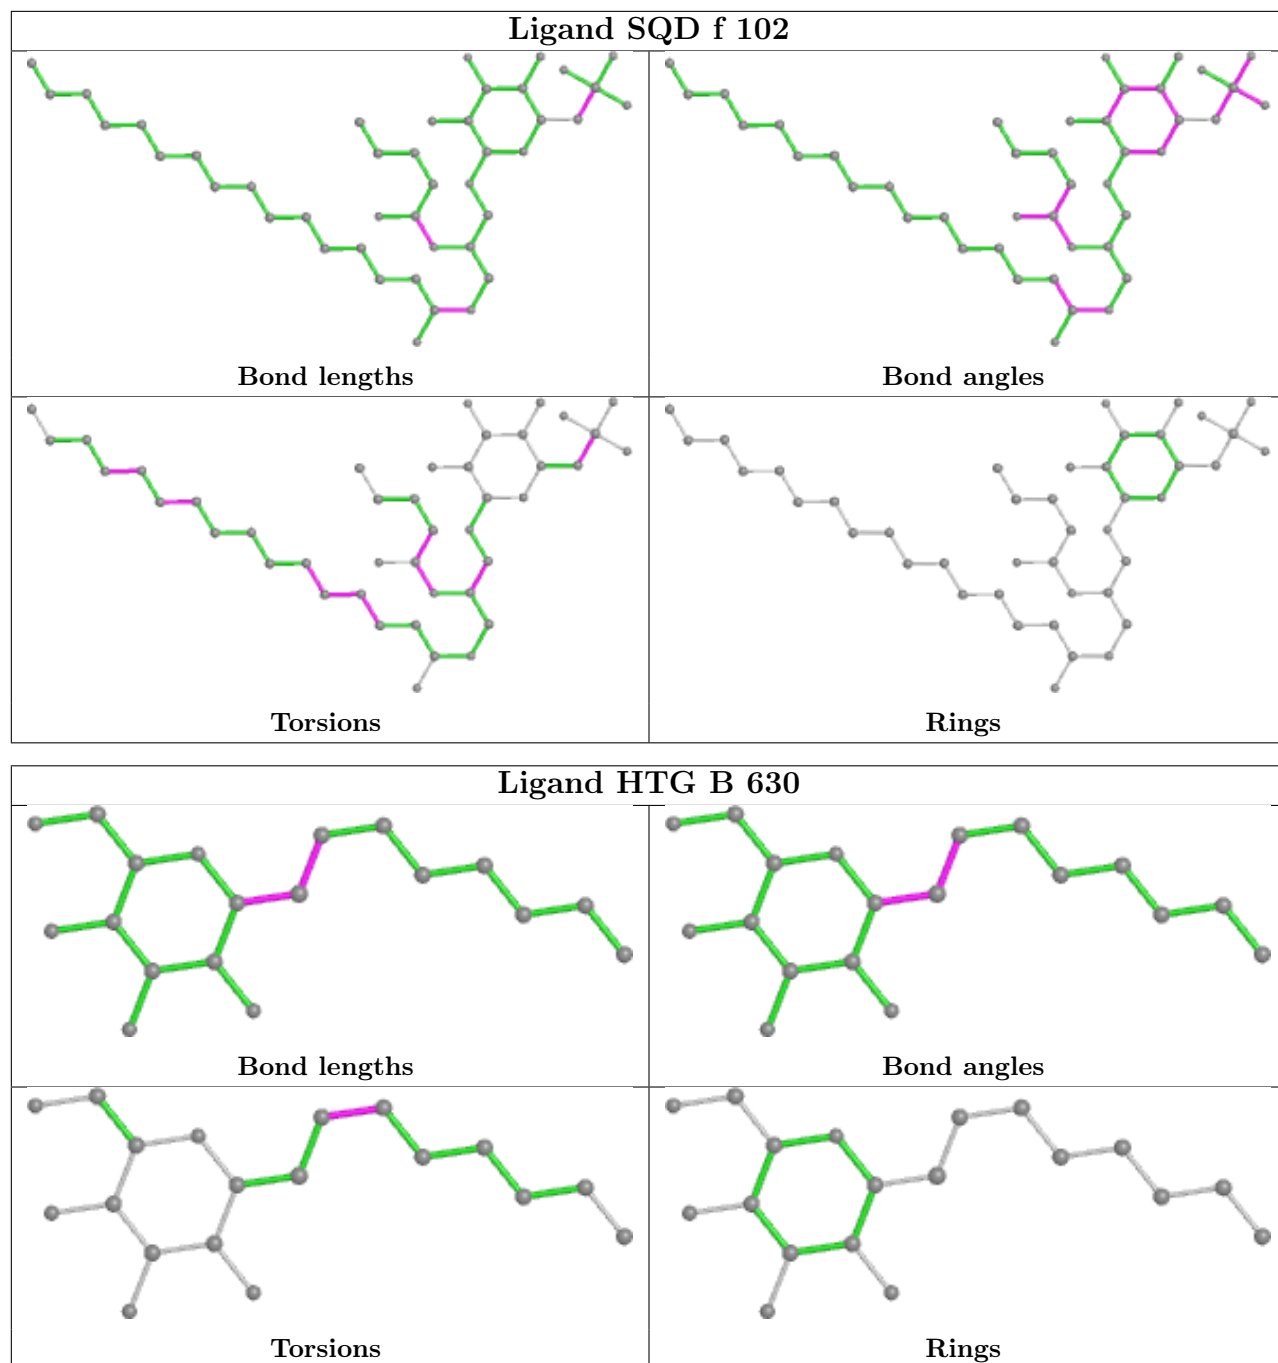 Ligand SQD f 102
Bond lengths
Bond angles
Torsions
Rings
Ligand HTG B 630
Bond lengths
Bond angles
Torsions
Rings